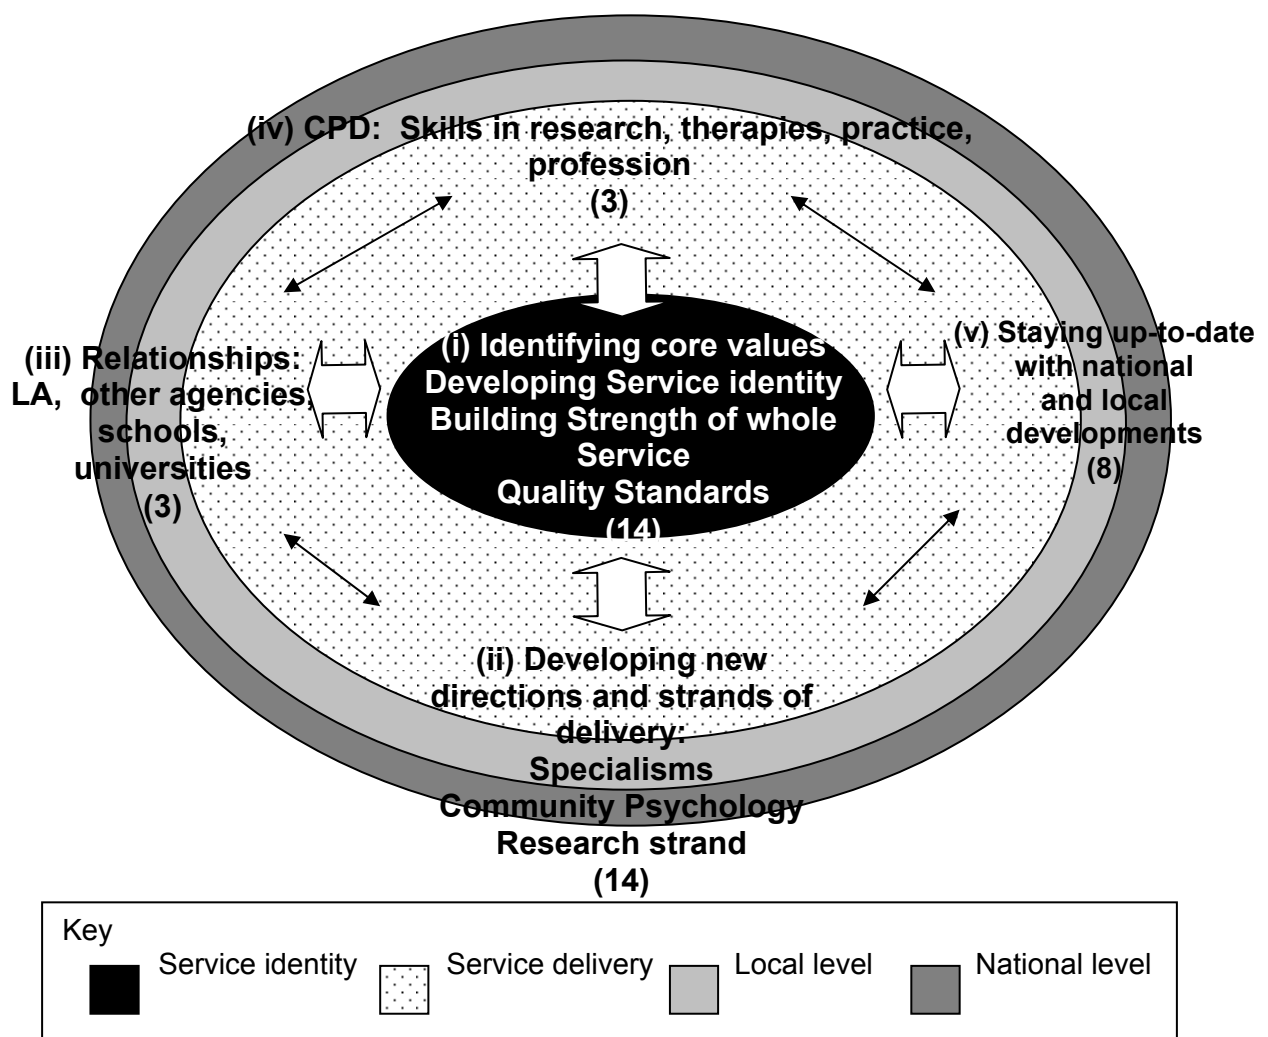 (iv) CPD:  Skills in research, therapies, practice,
profession
(3)
(iii) Relationships:
LA,  other agencies,
schools,
universities
(3)
(i) Identifying core values
Developing Service identity
Building Strength of whole
Service
Quality Standards
(14)
(v) Staying up-to-date
with national
and local
developments
(8)
(ii) Developing new
directions and strands of
delivery:
Specialisms
Community Psychology
Research strand
(14)
Key
Service identity
Service delivery
Local level
National level